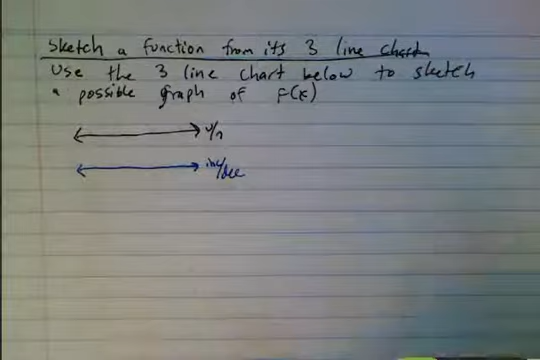 Sketch a function from its 3 line chart
Use the 3 line chart below to sketch
a possible graph of F(x)
v/n
inc/dec